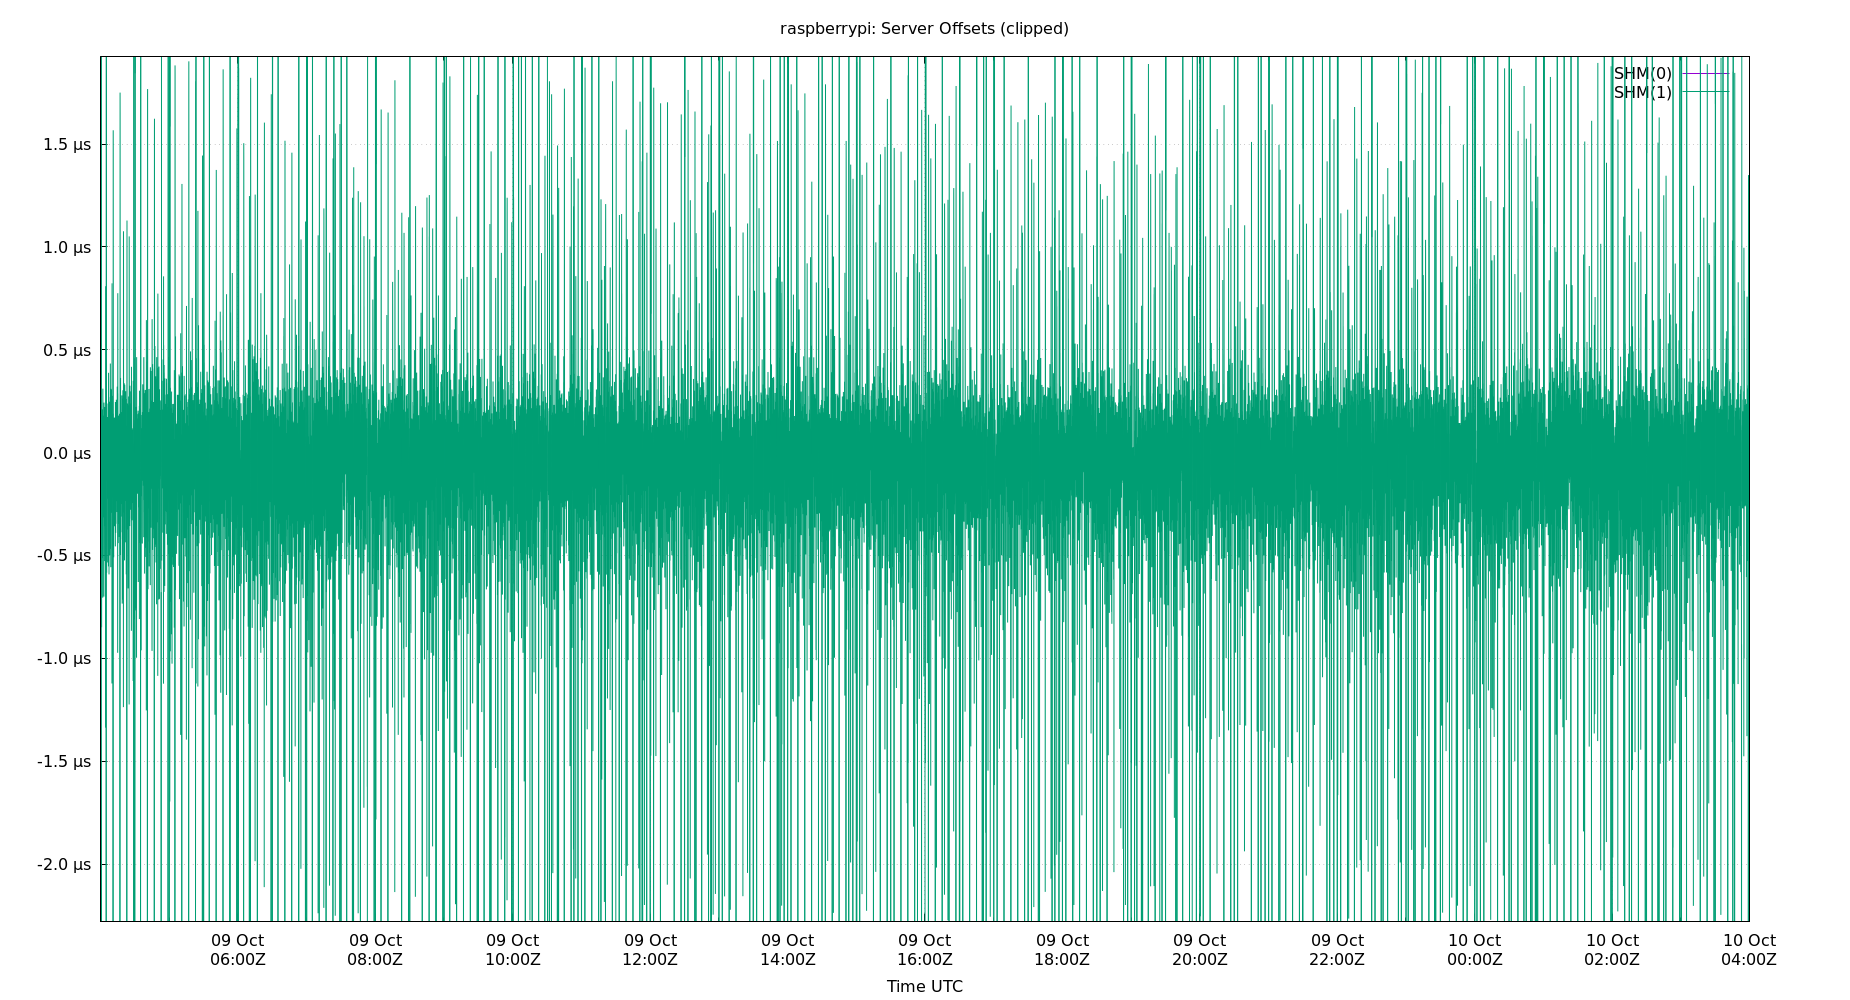 raspberrypi: Server Offsets (clipped)
SHM(0)
SHM(1)
1.5 µs
1.0 µs
0.5 µs
0.0 µs
-0.5 µs
-1.0 µs
-1.5 µs
-2.0 µs
09 Oct 09 Oct 09 Oct 09 Oct 09 Oct 09 Oct 09 Oct 09 Oct 09 Oct 10 Oct 10 Oct 10 Oct
06:00Z 08:00Z 10:00Z 12:00Z 14:00Z 16:00Z 18:00Z 20:00Z 22:00Z 00:00Z 02:00Z 04:00Z
Time UTC